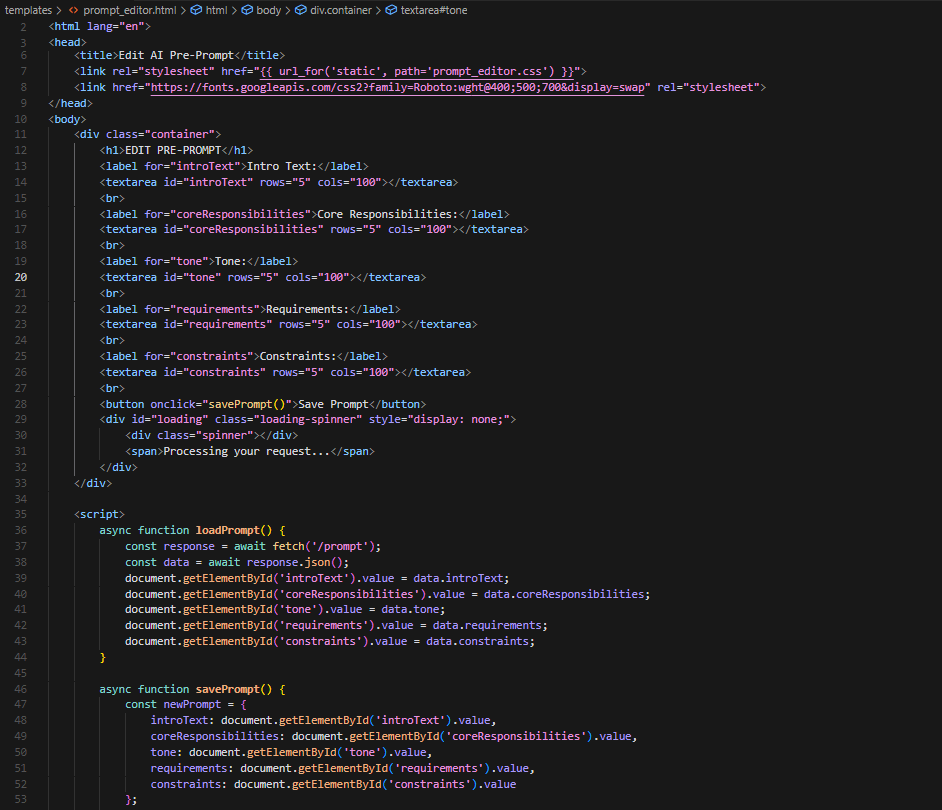 templates > <> prompt_editor.html > html > body > div.container > textarea#tone
2 <html lang="en">
3 <head>
6     <title>Edit AI Pre-Prompt</title>
7     <link rel="stylesheet" href="{{ url_for('static', path='prompt_editor.css') }}">
8     <link href="https://fonts.googleapis.com/css2?family=Roboto:wght@400;500;700&display=swap" rel="stylesheet">
9 </head>
10 <body>
11     <div class="container">
12         <h1>EDIT PRE-PROMPT</h1>
13         <label for="introText">Intro Text:</label>
14         <textarea id="introText" rows="5" cols="100"></textarea>
15         <br>
16         <label for="coreResponsibilities">Core Responsibilities:</label>
17         <textarea id="coreResponsibilities" rows="5" cols="100"></textarea>
18         <br>
19         <label for="tone">Tone:</label>
20         <textarea id="tone" rows="5" cols="100"></textarea>
21         <br>
22         <label for="requirements">Requirements:</label>
23         <textarea id="requirements" rows="5" cols="100"></textarea>
24         <br>
25         <label for="constraints">Constraints:</label>
26         <textarea id="constraints" rows="5" cols="100"></textarea>
27         <br>
28         <button onclick="savePrompt()">Save Prompt</button>
29         <div id="loading" class="loading-spinner" style="display: none;">
30             <div class="spinner"></div>
31             <span>Processing your request...</span>
32         </div>
33     </div>
34
35     <script>
36         async function loadPrompt() {
37             const response = await fetch('/prompt');
38             const data = await response.json();
39             document.getElementById('introText').value = data.introText;
40             document.getElementById('coreResponsibilities').value = data.coreResponsibilities;
41             document.getElementById('tone').value = data.tone;
42             document.getElementById('requirements').value = data.requirements;
43             document.getElementById('constraints').value = data.constraints;
44         }
45
46         async function savePrompt() {
47             const newPrompt = {
48                 introText: document.getElementById('introText').value,
49                 coreResponsibilities: document.getElementById('coreResponsibilities').value,
50                 tone: document.getElementById('tone').value,
51                 requirements: document.getElementById('requirements').value,
52                 constraints: document.getElementById('constraints').value
53             };